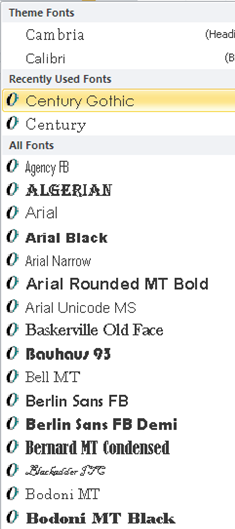 Theme Fonts
Cambria (Headi
Calibri (B
Recently Used Fonts
Century Gothic
Century
All Fonts
Agency FB
ALGERIAN
Arial
Arial Black
Arial Narrow
Arial Rounded MT Bold
Arial Unicode MS
Baskerville Old Face
Bauhaus 93
Bell MT
Berlin Sans FB
Berlin Sans FB Demi
Bernard MT Condensed
Blackadder ITC
Bodoni MT
Bodoni MT Black